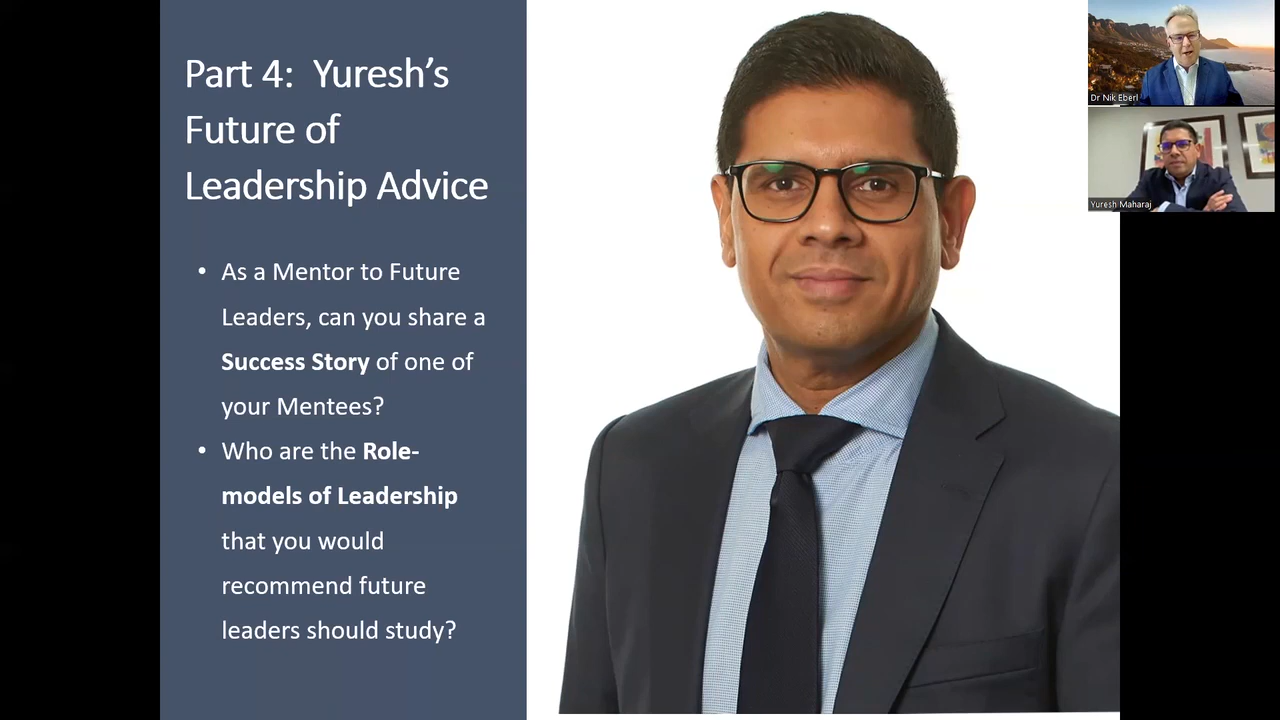 Part 4:  Yuresh’s
Future of
Leadership Advice
• As a Mentor to Future
Leaders, can you share a
Success Story of one of
your Mentees?
• Who are the Role-
models of Leadership
that you would
recommend future
leaders should study?
Dr Nik Eberl
Yuresh Maharaj